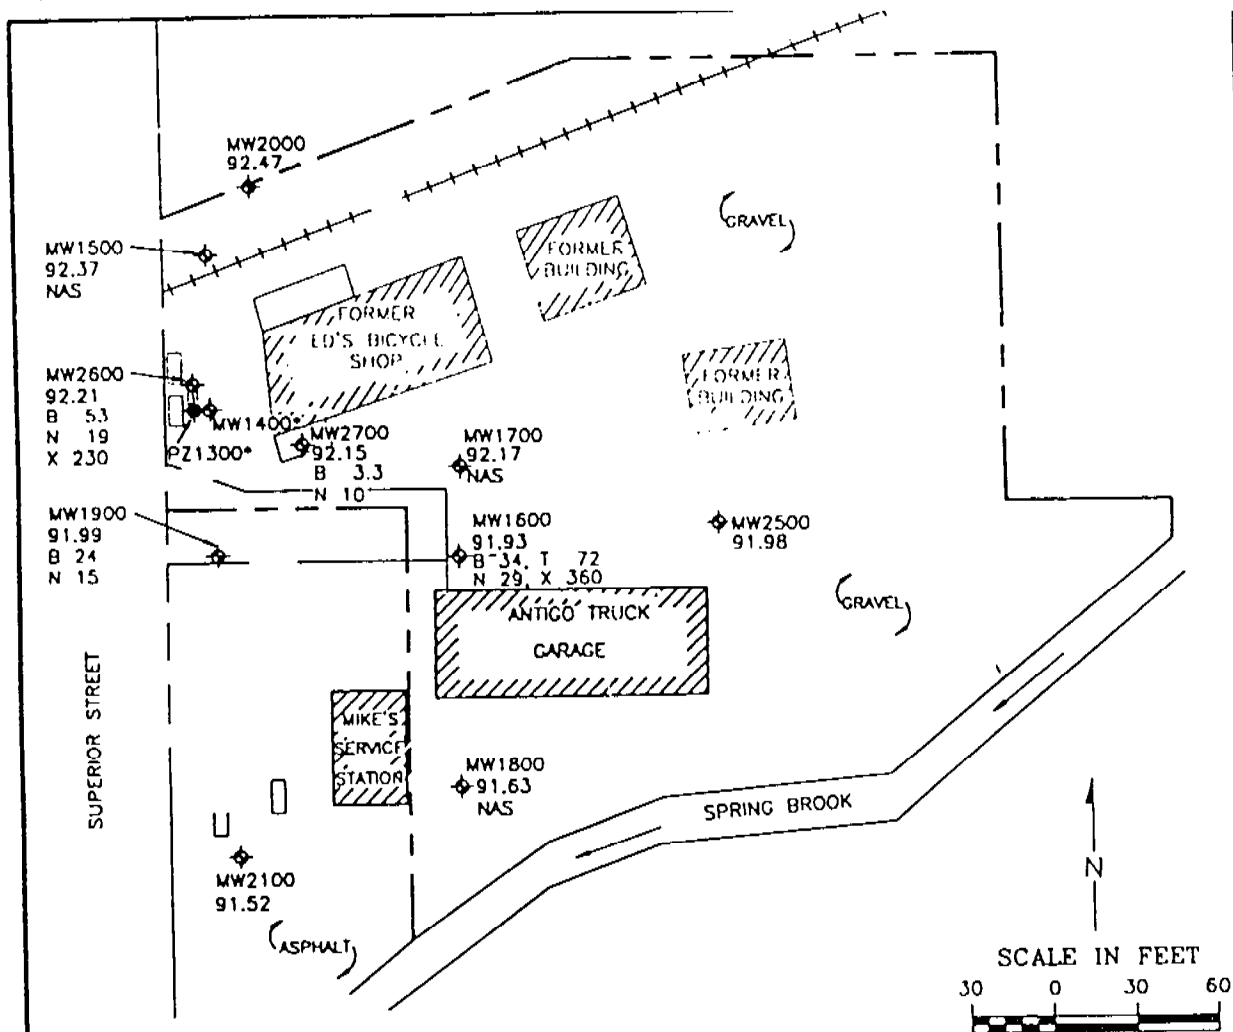 MW2000
92.47
MW1500
92.37
NAS
GRAVEL
FORMER
BUILDING
FORMER
ED'S BICYCLE
SHOP
MW2600
92.21
B 53
N 19
X 230
MW1400*
PZ1300*
FORMER
BUILDING
MW2700
92.15
B 3.3
N 10
MW1700
92.17
NAS
MW1900
91.99
B 24
N 15
MW1600
91.93
B 34, T 72
N 29, X 360
MW2500
91.98
GRAVEL
ANTIGO TRUCK
GARAGE
SUPERIOR STREET
MIKE'S
SERVICE
STATION
MW1800
91.63
NAS
SPRING BROOK
MW2100
91.52
ASPHALT
N
SCALE IN FEET
30 0 30 60